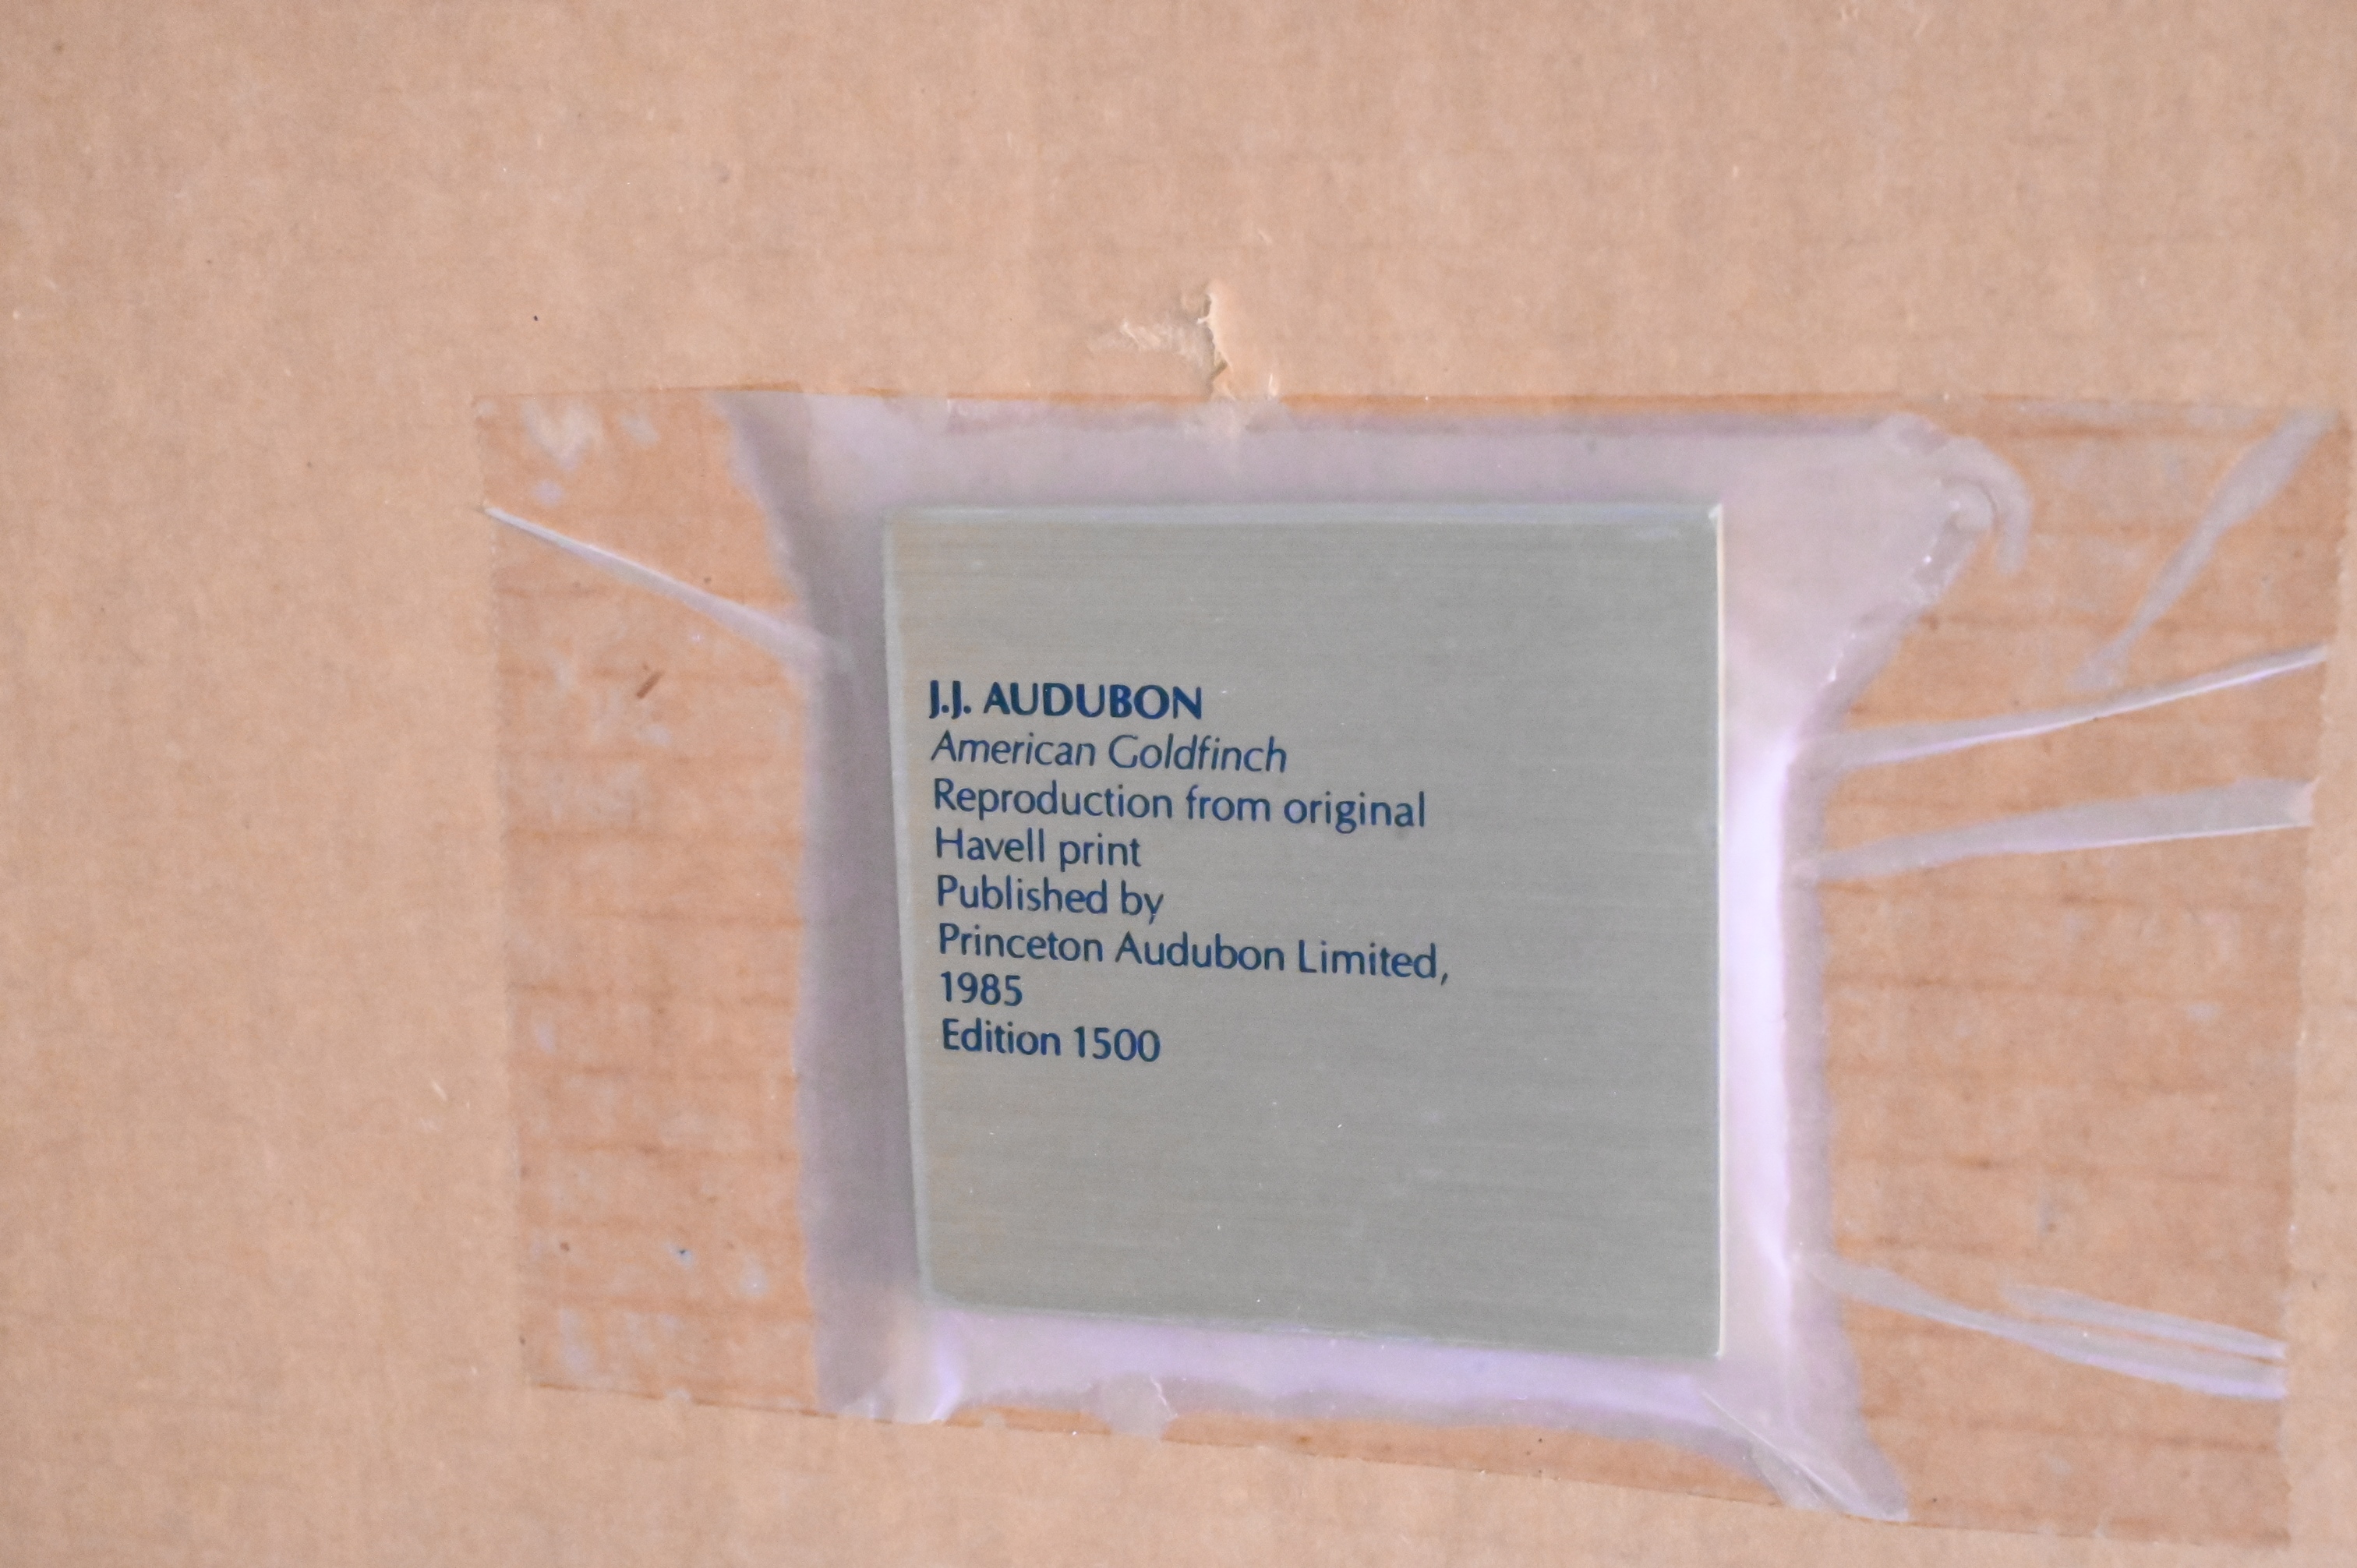 J.J. AUDUBON
American Goldfinch
Reproduction from original
Havell print
Published by
Princeton Audubon Limited,
1985
Edition 1500